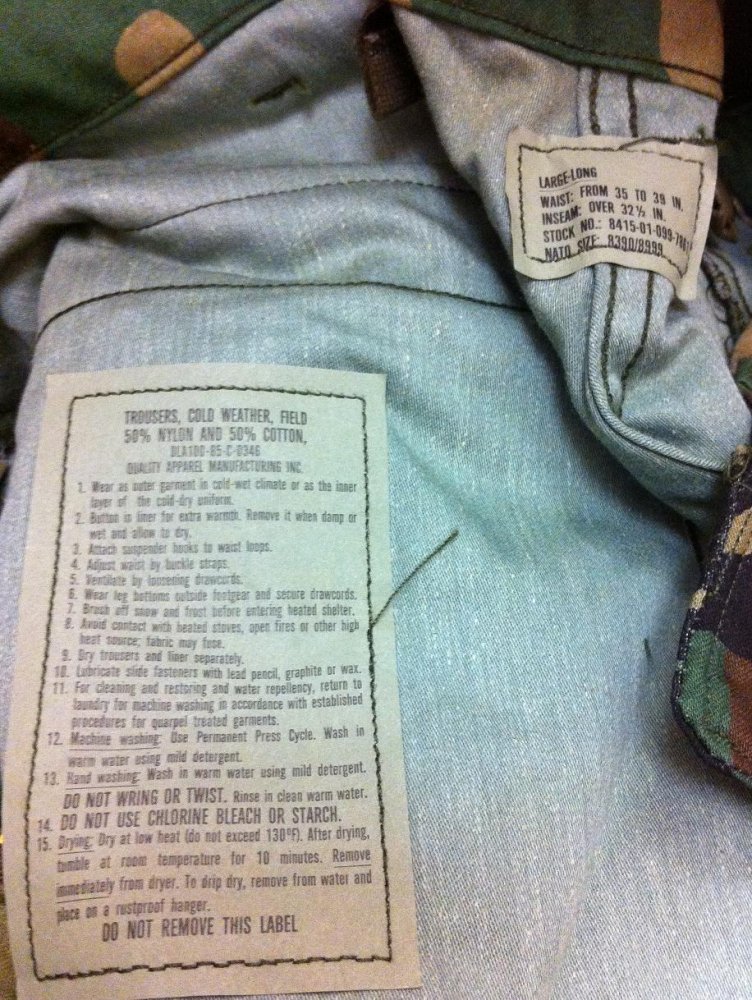 LARGE-LONG
WAIST: FROM 35 TO 39 IN.
INSEAM: OVER 32½ IN.
STOCK NO.: 8415-01-099-
NATO SIZE: 8390/8999
TROUSERS, COLD WEATHER, FIELD
50% NYLON AND 50% COTTON,
DLA100-85-C-0346
QUALITY APPAREL MANUFACTURING INC.
1. Wear as outer garment in cold-wet climate or as the inner
layer of the cold-dry uniform.
2. Button in liner for extra warmth. Remove it when damp or
wet and allow to dry.
3. Attach suspender hooks to waist loops.
4. Adjust waist by buckle straps.
5. Ventilate by loosening drawcords.
6. Wear leg bottoms outside footgear and secure drawcords.
7. Brush off snow and frost before entering heated shelter.
8. Avoid contact with heated stoves, open fires or other high
heat source; fabric may fuse.
9. Dry trousers and liner separately.
10. Lubricate slide fasteners with lead pencil, graphite or wax.
11. For cleaning and restoring and water repellency, return to
laundry for machine washing in accordance with established
procedures for quarpel treated garments.
12. Machine washing: Use Permanent Press Cycle. Wash in
warm water using mild detergent.
13. Hand washing: Wash in warm water using mild detergent.
DO NOT WRING OR TWIST. Rinse in clean warm water.
14. DO NOT USE CHLORINE BLEACH OR STARCH.
15. Drying: Dry at low heat (do not exceed 130°F). After drying,
tumble at room temperature for 10 minutes. Remove
immediately from dryer. To drip dry, remove from water and
place on a rustproof hanger.
DO NOT REMOVE THIS LABEL